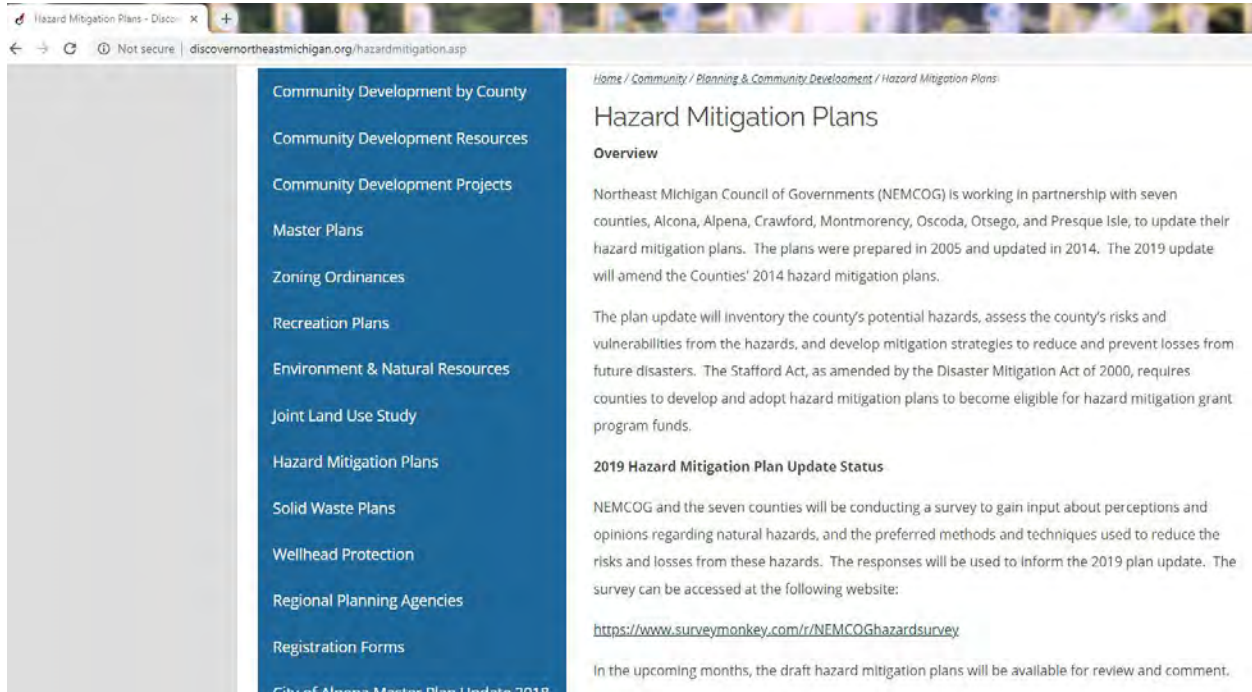 Hazard Mitigation Plans - Disco
Not secure | discovernortheastmichigan.org/hazardmitigation.asp
Community Development by County
Community Development Resources
Community Development Projects
Master Plans
Zoning Ordinances
Recreation Plans
Environment & Natural Resources
Joint Land Use Study
Hazard Mitigation Plans
Solid Waste Plans
Wellhead Protection
Regional Planning Agencies
Registration Forms
City of Alpena Master Plan Update 2018
Home / Community / Planning & Community Development / Hazard Mitigation Plans
Hazard Mitigation Plans
Overview
Northeast Michigan Council of Governments (NEMCOG) is working in partnership with seven
counties, Alcona, Alpena, Crawford, Montmorency, Oscoda, Otsego, and Presque Isle, to update their
hazard mitigation plans. The plans were prepared in 2005 and updated in 2014. The 2019 update
will amend the Counties' 2014 hazard mitigation plans.
The plan update will inventory the county's potential hazards, assess the county's risks and
vulnerabilities from the hazards, and develop mitigation strategies to reduce and prevent losses from
future disasters. The Stafford Act, as amended by the Disaster Mitigation Act of 2000, requires
counties to develop and adopt hazard mitigation plans to become eligible for hazard mitigation grant
program funds.
2019 Hazard Mitigation Plan Update Status
NEMCOG and the seven counties will be conducting a survey to gain input about perceptions and
opinions regarding natural hazards, and the preferred methods and techniques used to reduce the
risks and losses from these hazards. The responses will be used to inform the 2019 plan update. The
survey can be accessed at the following website:
https://www.surveymonkey.com/r/NEMCOGhazardsurvey
In the upcoming months, the draft hazard mitigation plans will be available for review and comment.